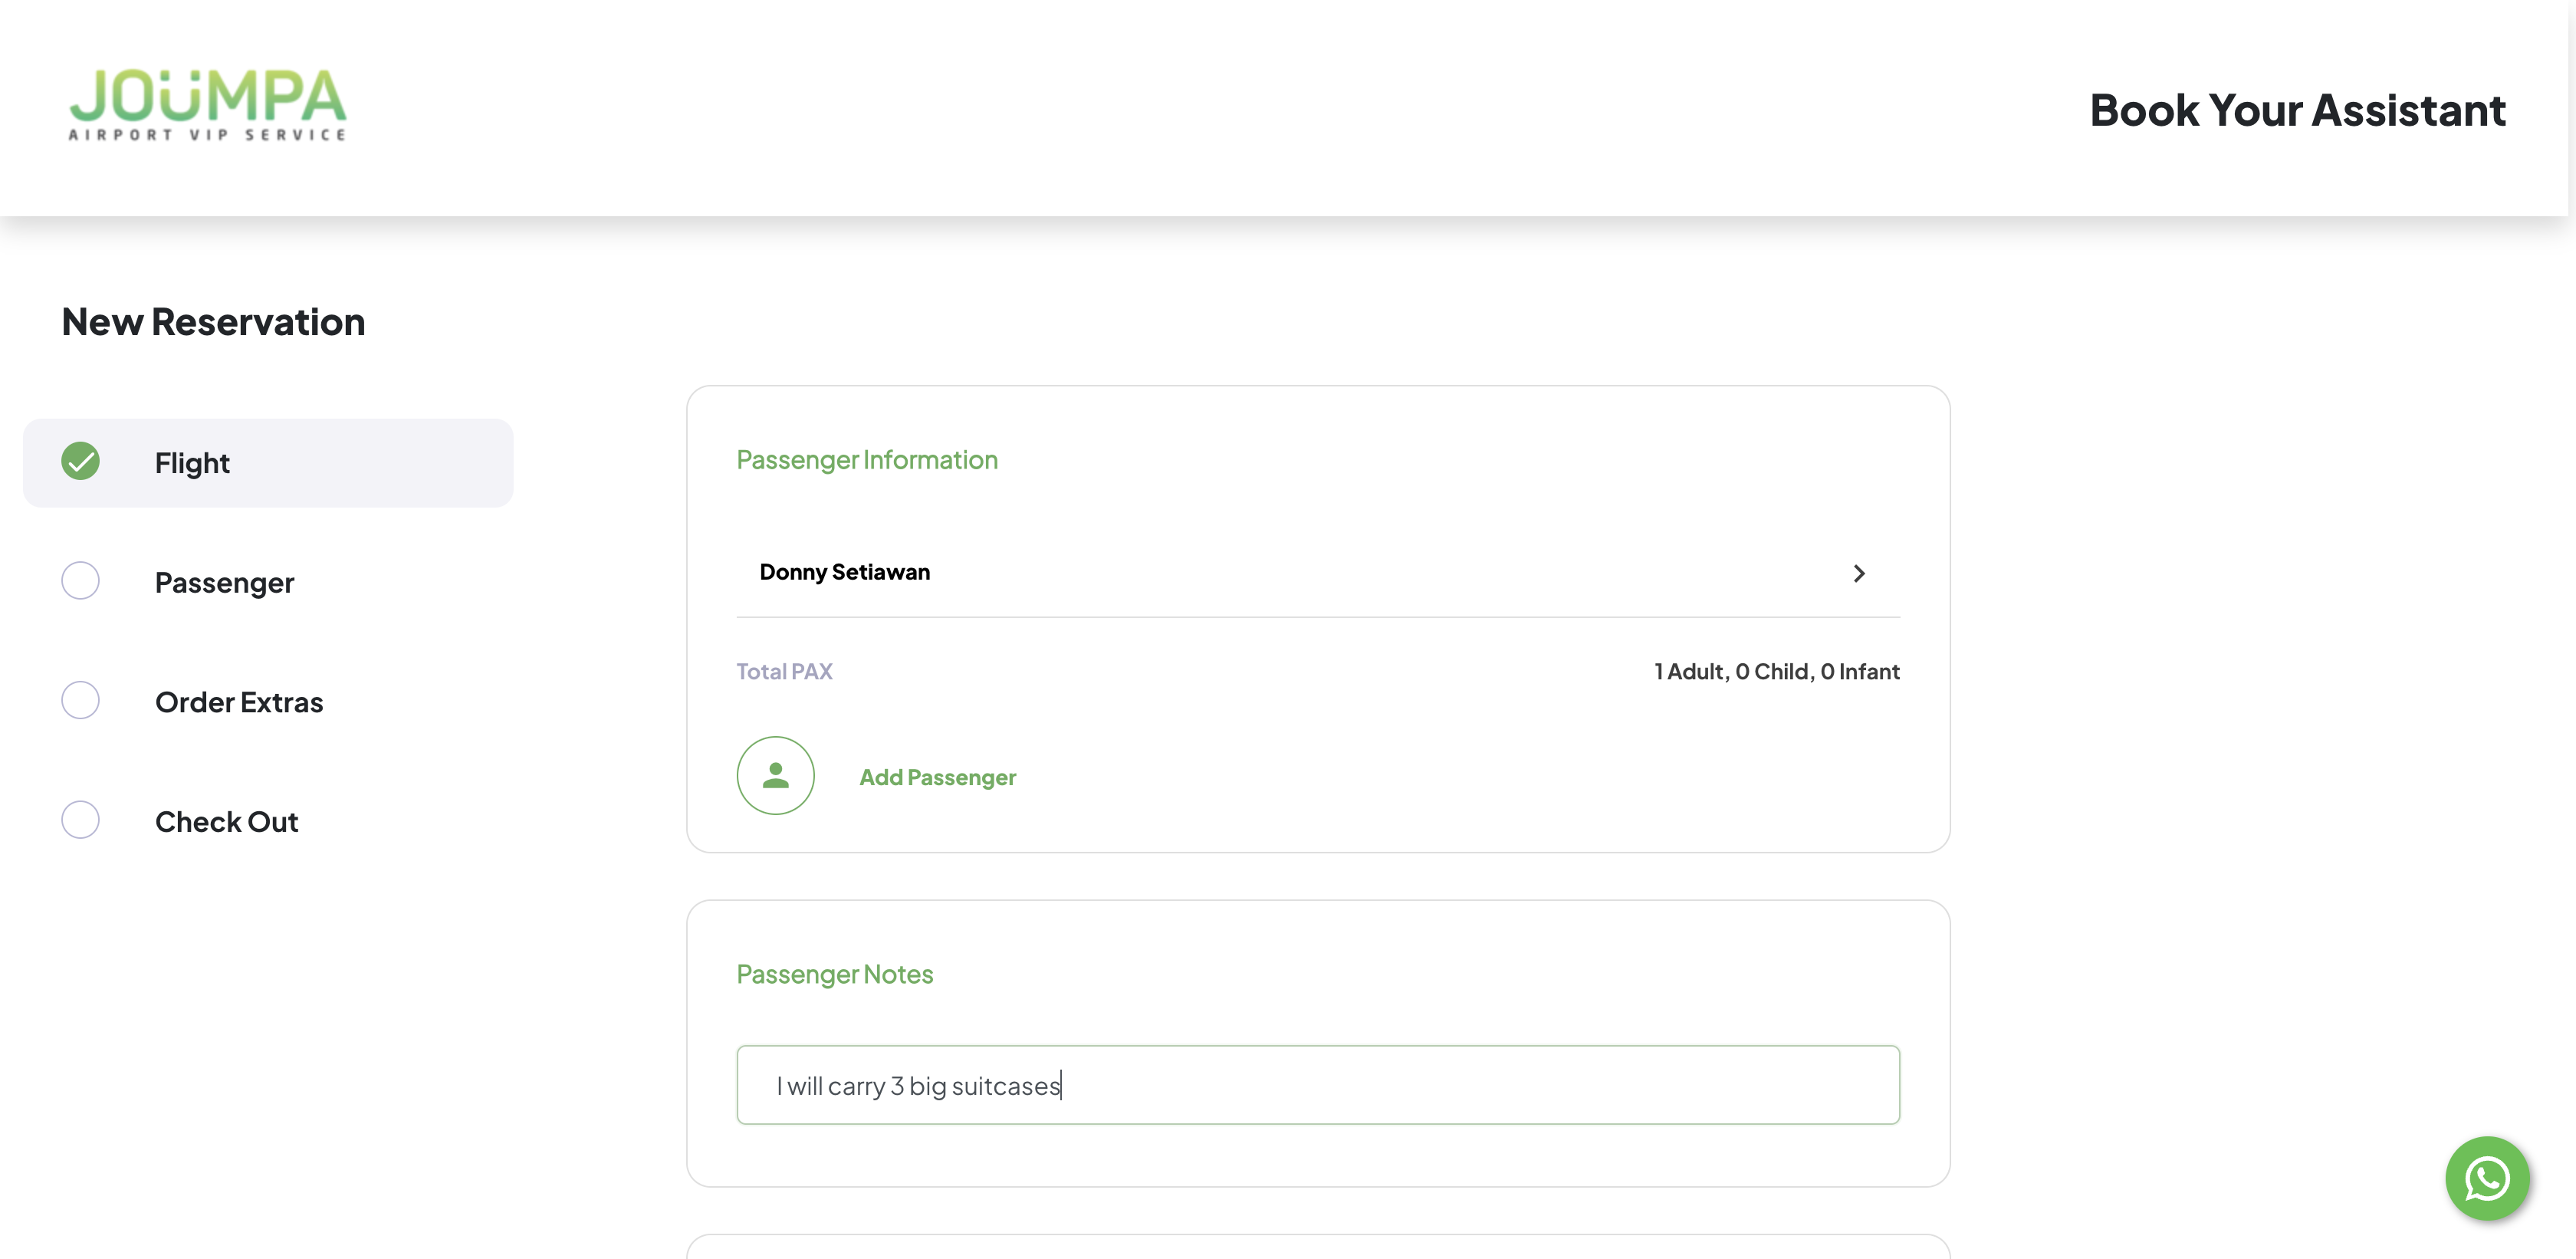 JOÜMPA
AIRPORT VIP SERVICE
Book Your Assistant
New Reservation
Flight
Passenger
Order Extras
Check Out
Passenger Information
Donny Setiawan
Total PAX 1 Adult, 0 Child, 0 Infant
Add Passenger
Passenger Notes
I will carry 3 big suitcases